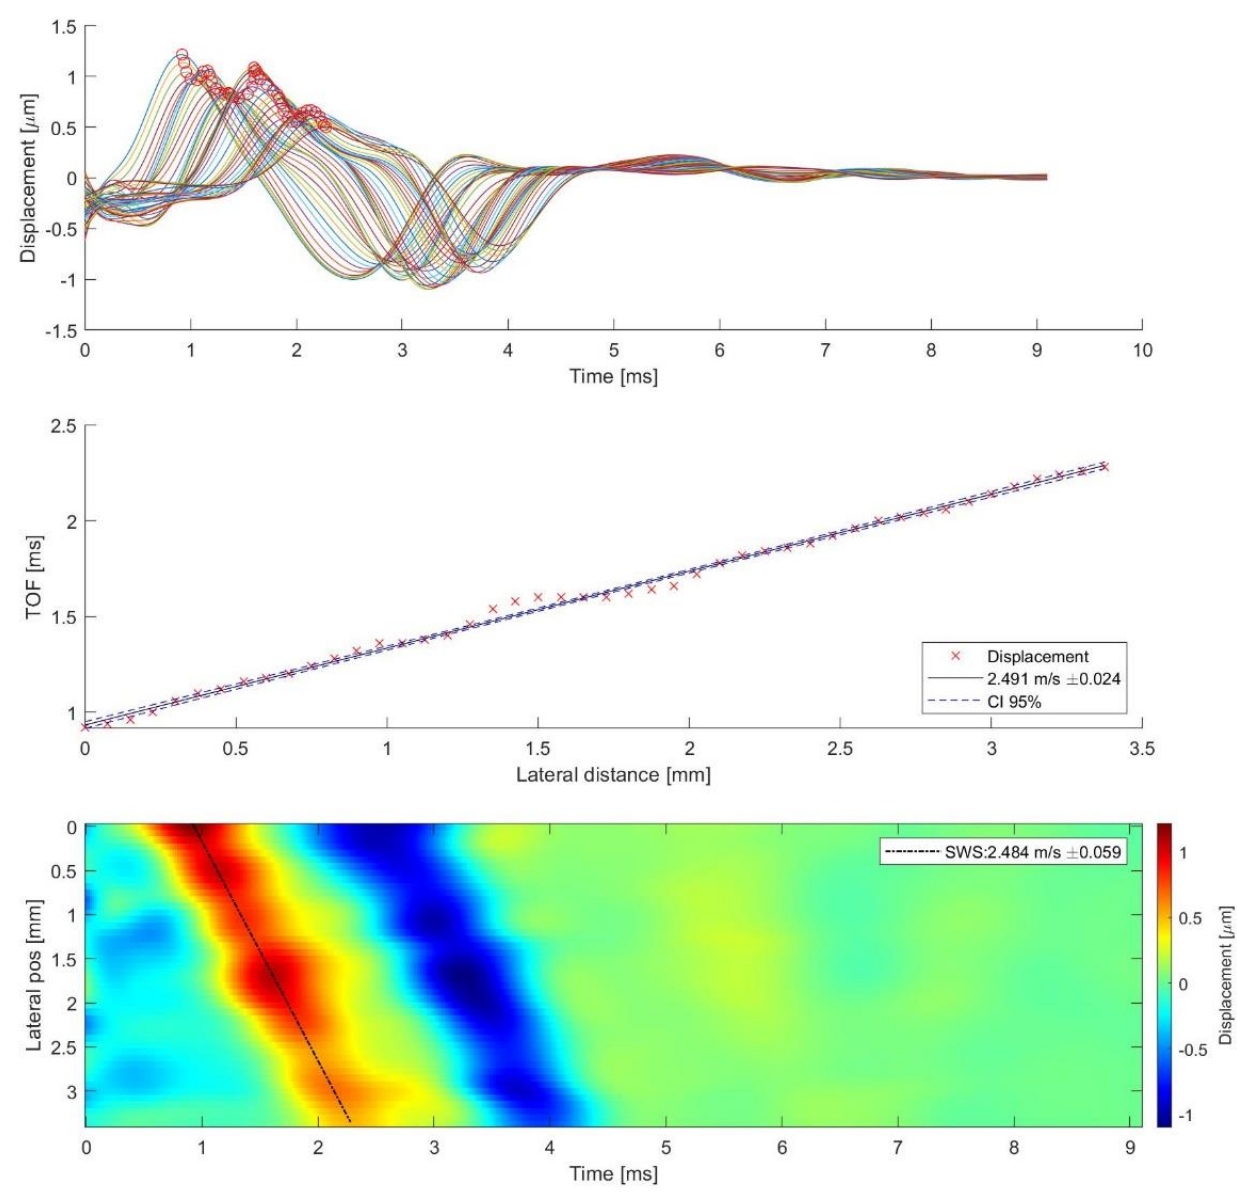 1.5
1
0.5
0
-0.5
-1
-1.5
Displacement [μm]
0 1 2 3 4 5 6 7 8 9 10
Time [ms]
2.5
2
1.5
1
TOF [ms]
Displacement
2.491 m/s ±0.024
CI 95%
0 0.5 1 1.5 2 2.5 3 3.5
Lateral distance [mm]
0
0.5
1
1.5
2
2.5
3
Lateral pos [mm]
SWS:2.484 m/s ±0.059
1
0.5
0
-0.5
-1
Displacement [μm]
0 1 2 3 4 5 6 7 8 9
Time [ms]